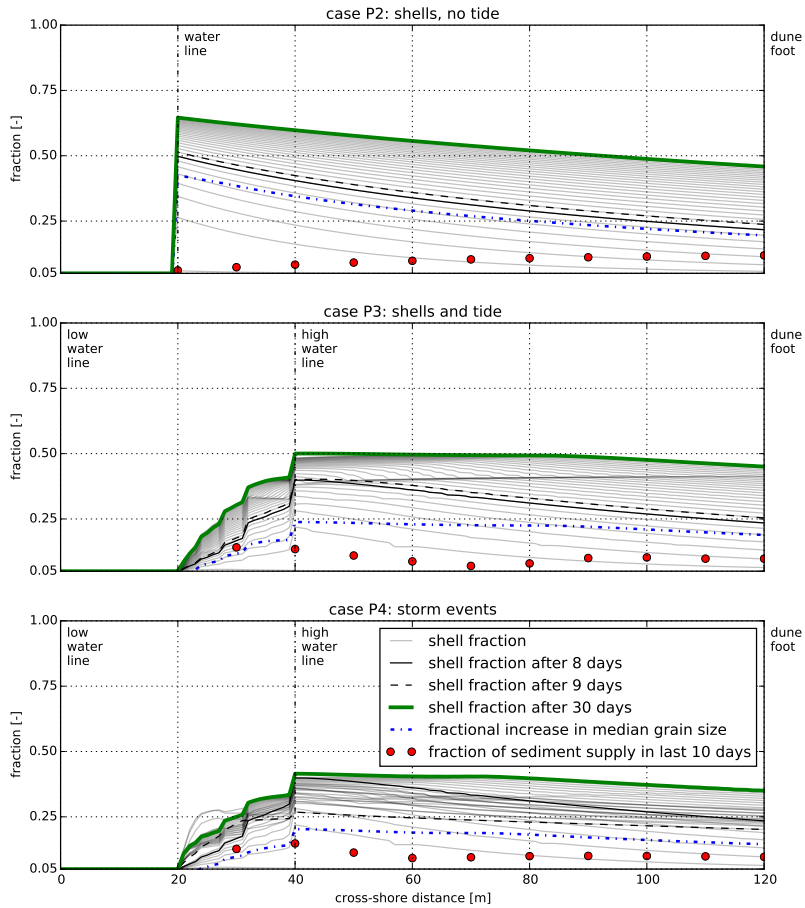 case P2: shells, no tide
1.00
water
line
dune
foot
0.75
fraction [-]
0.50
0.25
0.05
case P3: shells and tide
1.00
low
water
line
high
water
line
dune
foot
0.75
fraction [-]
0.50
0.25
0.05
case P4: storm events
1.00
low
water
line
high
water
line
dune
foot
shell fraction
shell fraction after 8 days
shell fraction after 9 days
shell fraction after 30 days
fractional increase in median grain size
fraction of sediment supply in last 10 days
0.75
fraction [-]
0.50
0.25
0.05
0 20 40 60 80 100 120
cross-shore distance [m]